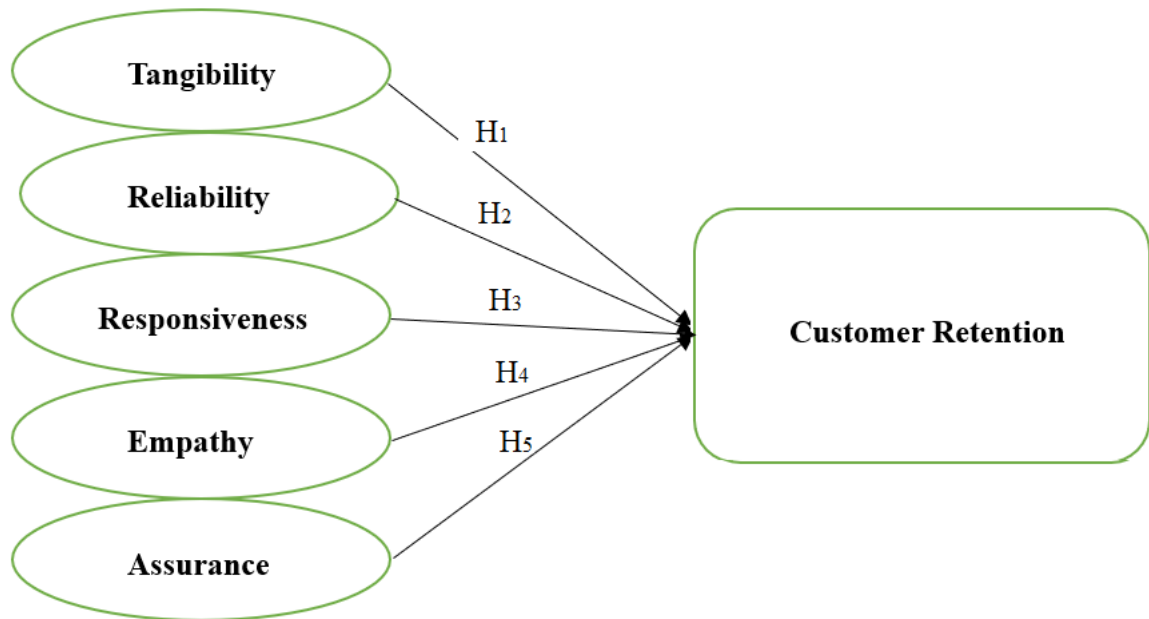 Tangibility
H1
Reliability
H2
Responsiveness
H3
Customer Retention
Empathy
H4
Assurance
H5